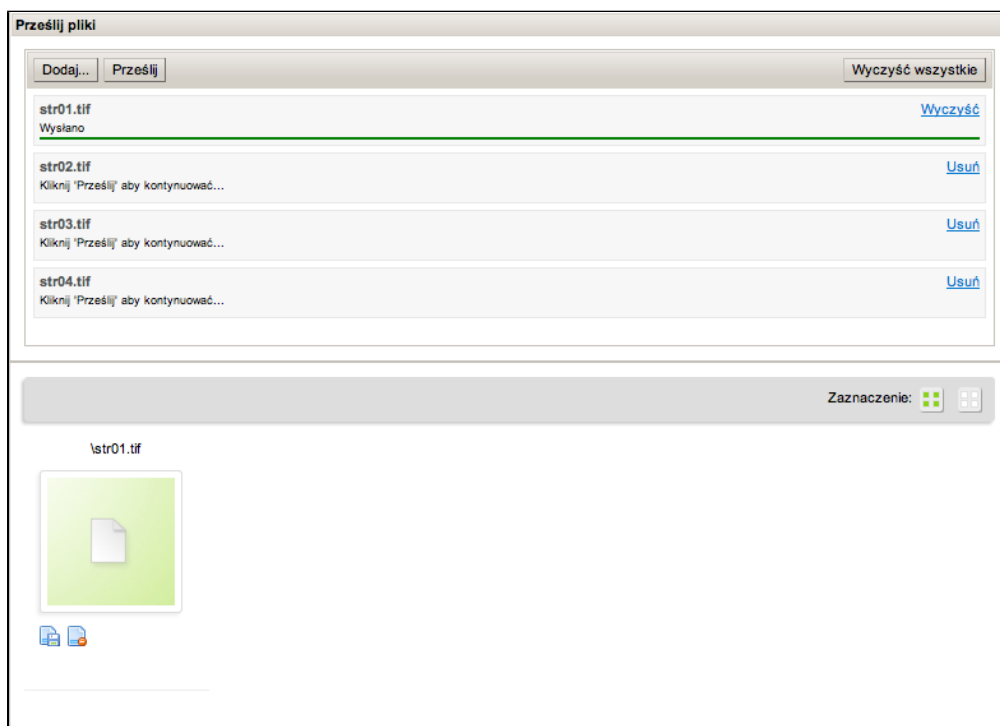 Prześlij pliki
Dodaj... Prześlij Wyczyść wszystkie
str01.tif Wyczyść
Wysłano
str02.tif Usuń
Kliknij 'Prześlij' aby kontynuować...
str03.tif Usuń
Kliknij 'Prześlij' aby kontynuować...
str04.tif Usuń
Kliknij 'Prześlij' aby kontynuować...
Zaznaczenie:
\str01.tif